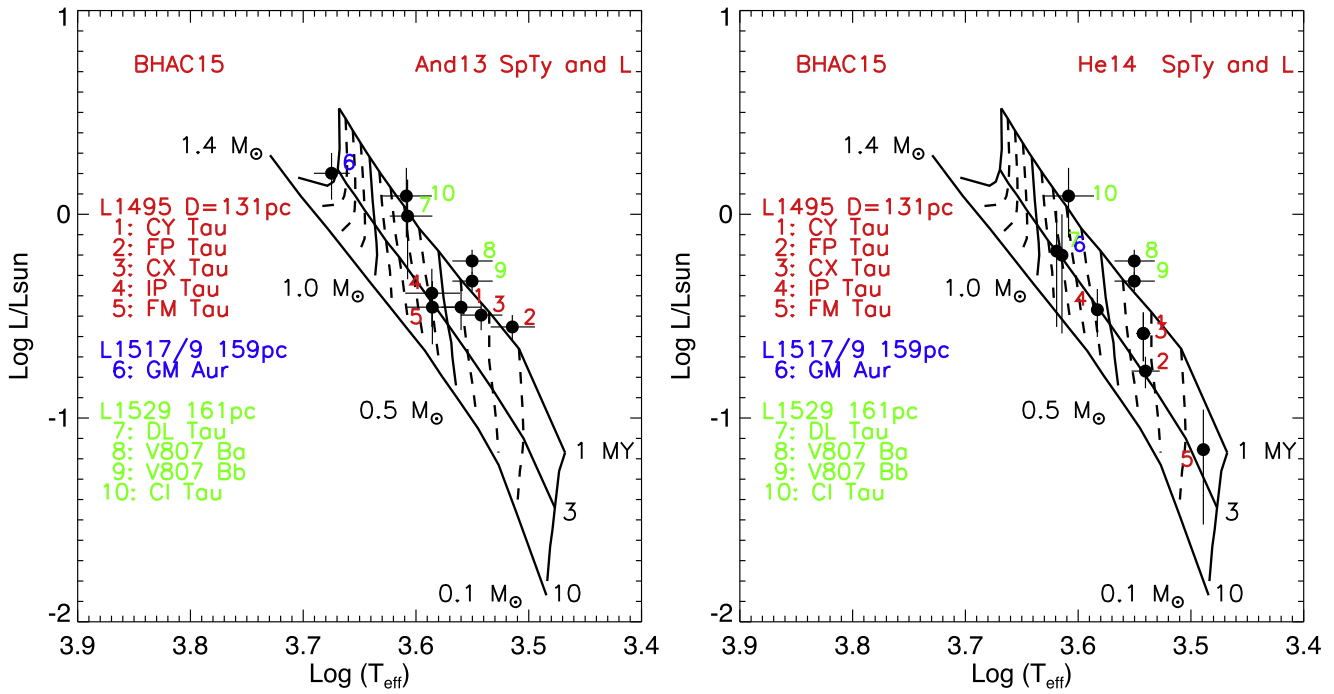 BHAC15
And13 SpTy and L
1.4 M⊙
6
10
7
L1495 D=131pc
1: CY Tau
2: FP Tau
3: CX Tau
4: IP Tau
5: FM Tau
8
9
1.0 M⊙
4
1
3
5
2
L1517/9 159pc
6: GM Aur
0.5 M⊙
L1529 161pc
7: DL Tau
8: V807 Ba
9: V807 Bb
10: CI Tau
1 MY
3
0.1 M⊙
10
1
0
-1
-2
Log L/Lsun
3.9 3.8 3.7 3.6 3.5 3.4
Log (Teff)
BHAC15
He14 SpTy and L
1.4 M⊙
10
L1495 D=131pc
1: CY Tau
2: FP Tau
3: CX Tau
4: IP Tau
5: FM Tau
7
6
8
9
1.0 M⊙
4
1
3
2
L1517/9 159pc
6: GM Aur
0.5 M⊙
L1529 161pc
7: DL Tau
8: V807 Ba
9: V807 Bb
10: CI Tau
5
1 MY
3
0.1 M⊙
10
1
0
-1
-2
Log L/Lsun
3.9 3.8 3.7 3.6 3.5 3.4
Log (Teff)